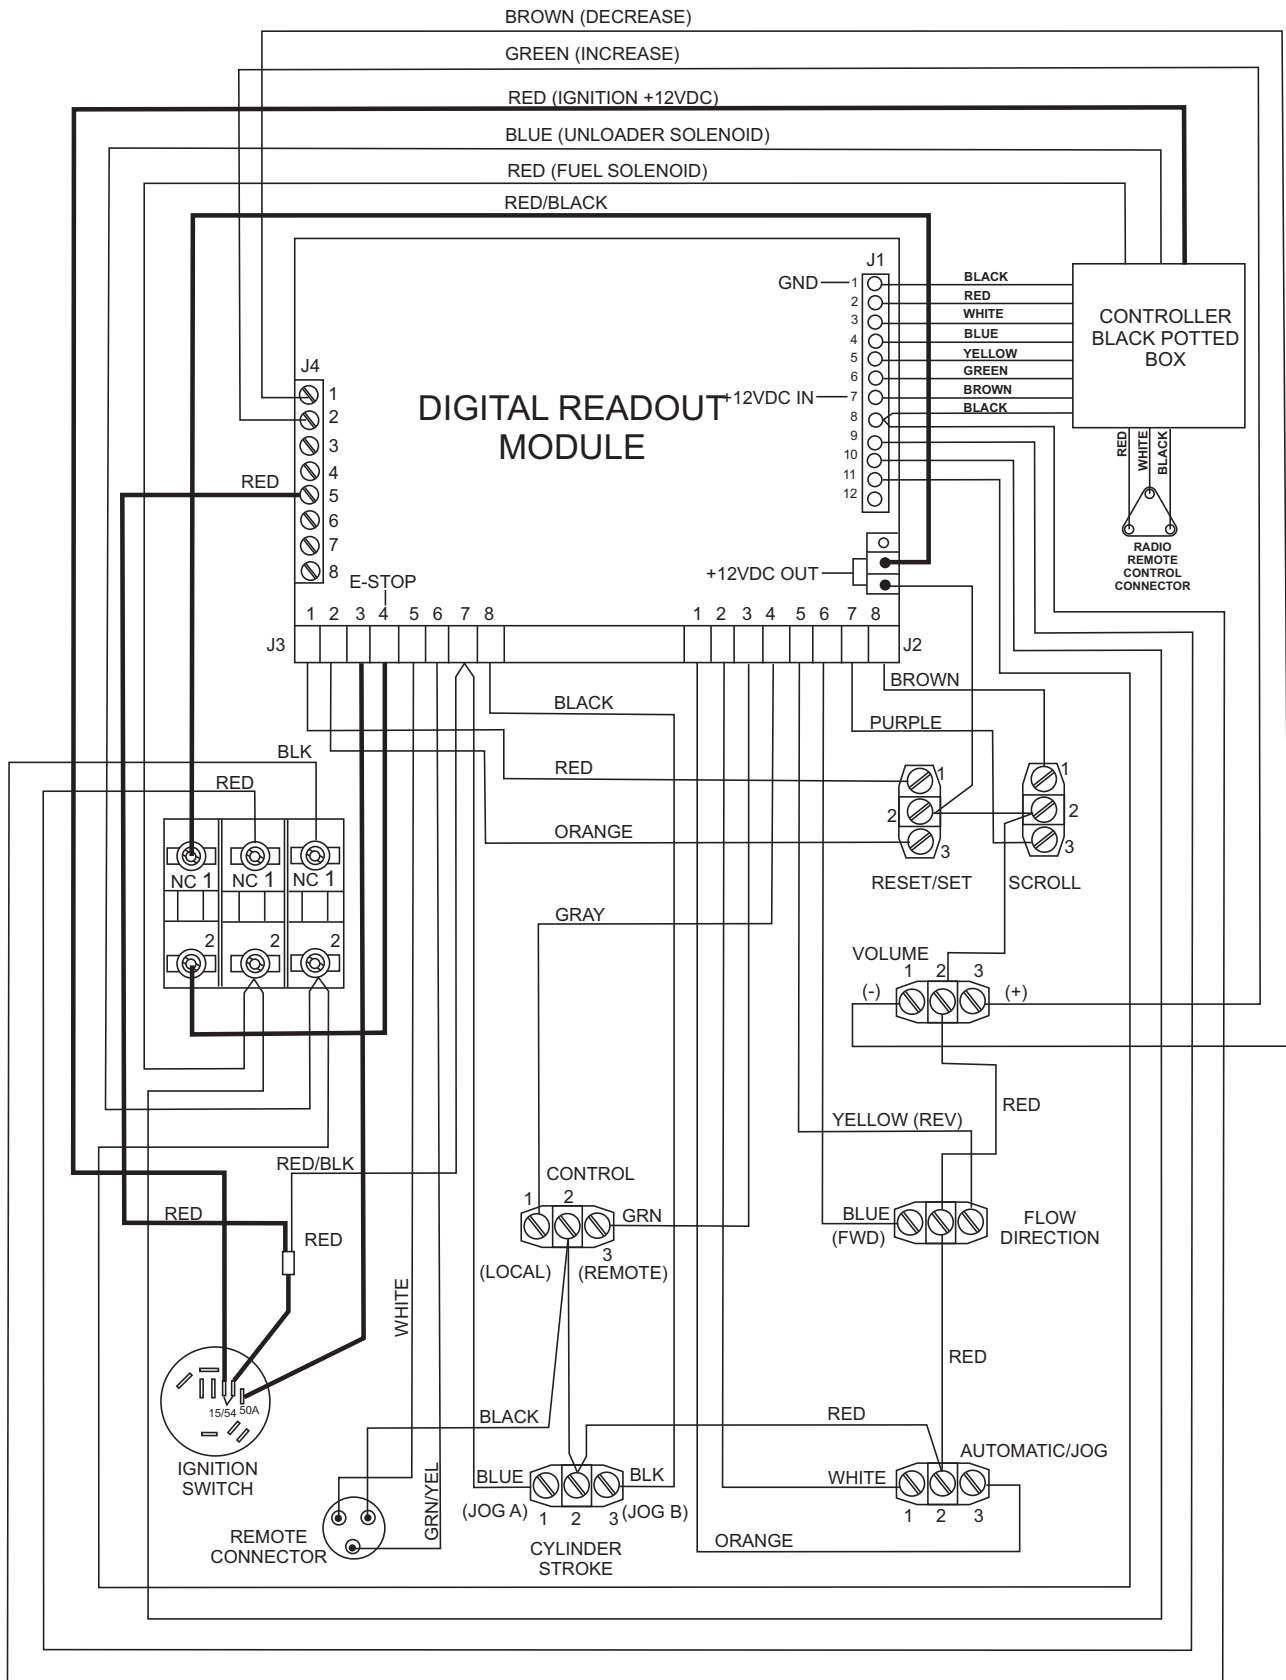 BROWN (DECREASE)
GREEN (INCREASE)
RED (IGNITION +12VDC)
BLUE (UNLOADER SOLENOID)
RED (FUEL SOLENOID)
RED/BLACK
J1
GND
1
2
3
4
5
6
7
8
9
10
11
12
BLACK
RED
WHITE
BLUE
YELLOW
GREEN
BROWN
BLACK
CONTROLLER
BLACK POTTED
BOX
J4
1
2
3
4
5
6
7
8
DIGITAL READOUT
MODULE
+12VDC IN
RED
RED
WHITE
BLACK
RADIO
REMOTE
CONTROL
CONNECTOR
E-STOP
+12VDC OUT
1 2 3 4 5 6 7 8
1 2 3 4 5 6 7 8
J3
J2
BROWN
BLACK
PURPLE
BLK
RED
RED
ORANGE
1
2
3
RESET/SET
1
2
3
SCROLL
NC 1
NC 1
NC 1
2
2
2
GRAY
VOLUME
1 2 3
(-)
(+)
RED
YELLOW (REV)
RED/BLK
CONTROL
1
2
3
GRN
(LOCAL)
(REMOTE)
BLUE
(FWD)
FLOW
DIRECTION
RED
RED
WHITE
RED
15/54
50A
IGNITION
SWITCH
BLACK
RED
AUTOMATIC/JOG
GRN/YEL
BLUE
(JOG A)
BLK
(JOG B)
1 2 3
CYLINDER
STROKE
WHITE
1 2 3
ORANGE
REMOTE
CONNECTOR